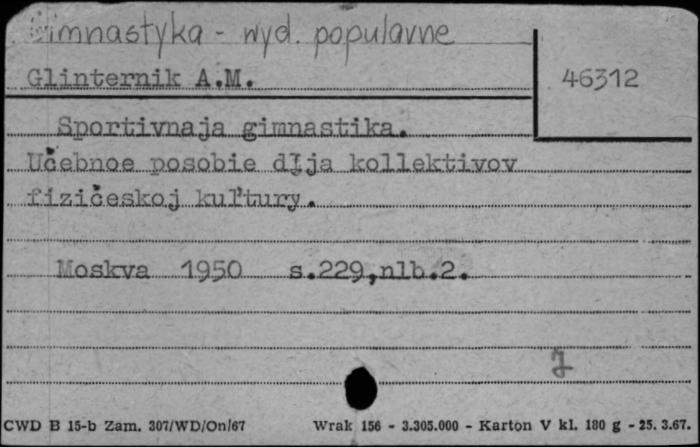 Gimnastyka - wyd. popularne
Glinternik A.M.
46312
Sportivnaja gimnastika.
Učebnoe posobie dlja kollektivov
fizičeskoj kul'tury.
Moskva 1950 s.229,nlb.2.
J
CWD B 15-b Zam. 307/WD/On/67 Wrak 156 - 3.305.000 - Karton V kl. 180 g - 25.3.67.